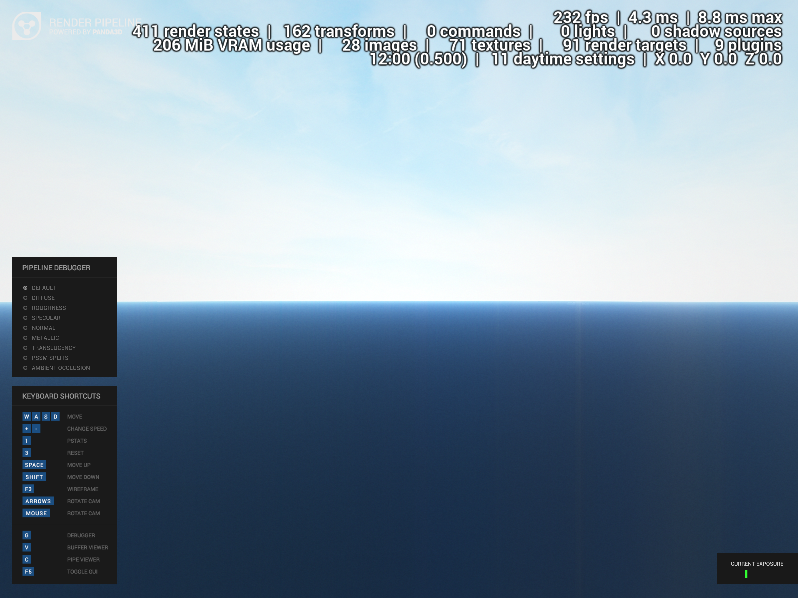 RENDER PIPELINE
232 fps | 4.3 ms | 8.8 ms max
411 render states | 162 transforms | 0 commands | 0 lights | 0 shadow sources
206 MiB VRAM usage | 28 images | 71 textures | 91 render targets | 9 plugins
12:00 (0.500) | 11 daytime settings | X 0.0 Y 0.0 Z 0.0
PIPELINE DEBUGGER
DEFAULT
DIFFUSE
ROUGHNESS
SPECULAR
NORMAL
METALLIC
TRANSLUCENCY
PSSM SPLITS
AMBIENT OCCLUSION
KEYBOARD SHORTCUTS
W A S D MOVE
+ - CHANGE SPEED
1 PSTATS
3 RESET
SPACE MOVE UP
SHIFT MOVE DOWN
F3 WIREFRAME
ARROWS ROTATE CAM
MOUSE ROTATE CAM
G DEBUGGER
V BUFFER VIEWER
C PIPE VIEWER
F5 TOGGLE GUI
CURRENT EXPOSURE